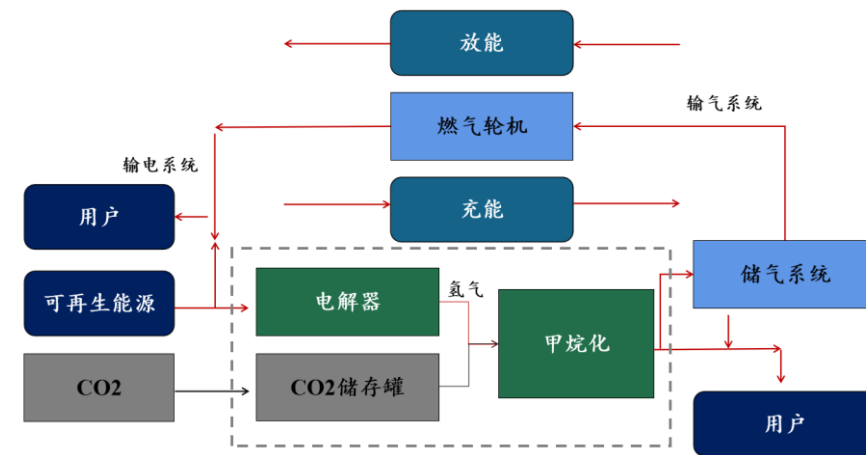 放能
燃气轮机
输气系统
输电系统
用户
充能
可再生能源
电解器
氢气
甲烷化
储气系统
CO2
CO2储存罐
用户